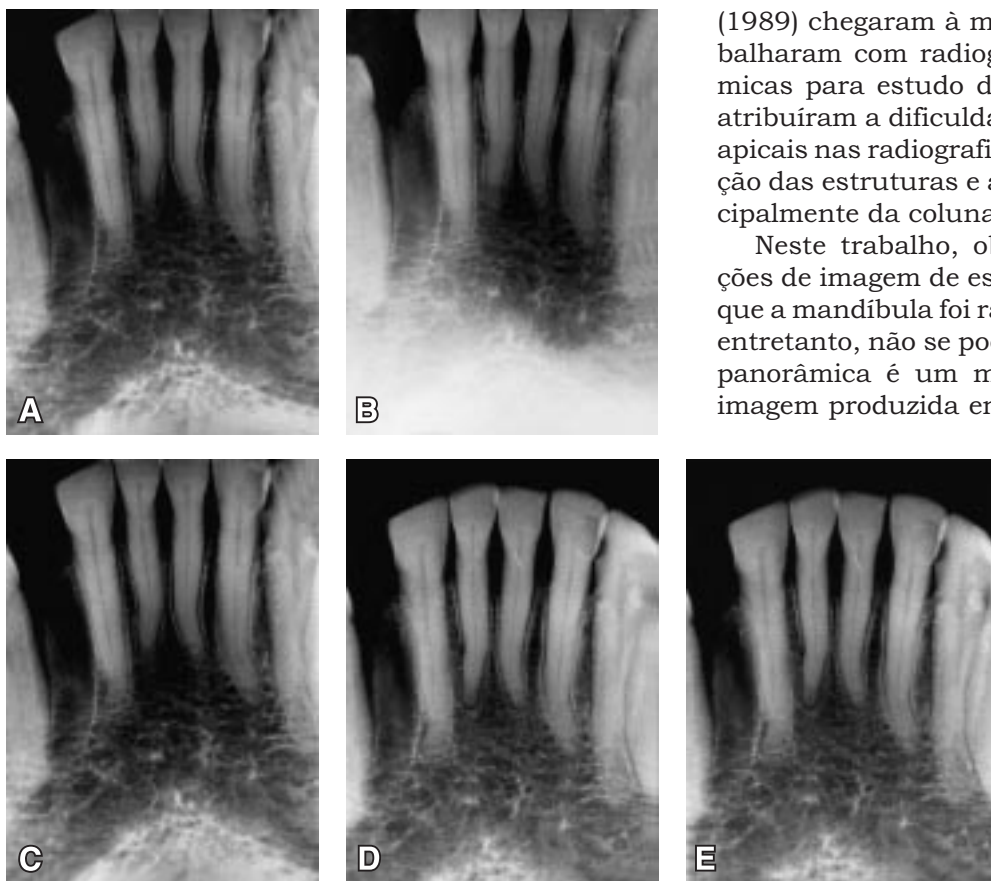 (1989) chegaram à m
balharam com radiog
micas para estudo d
atribuíram a dificulda
apicais nas radiografi
ção das estruturas e a
cipalmente da coluna
Neste trabalho, ob
ções de imagem de es
que a mandíbula foi ra
entretanto, não se po
panorâmica é um m
imagem produzida en
A
B
C
D
E